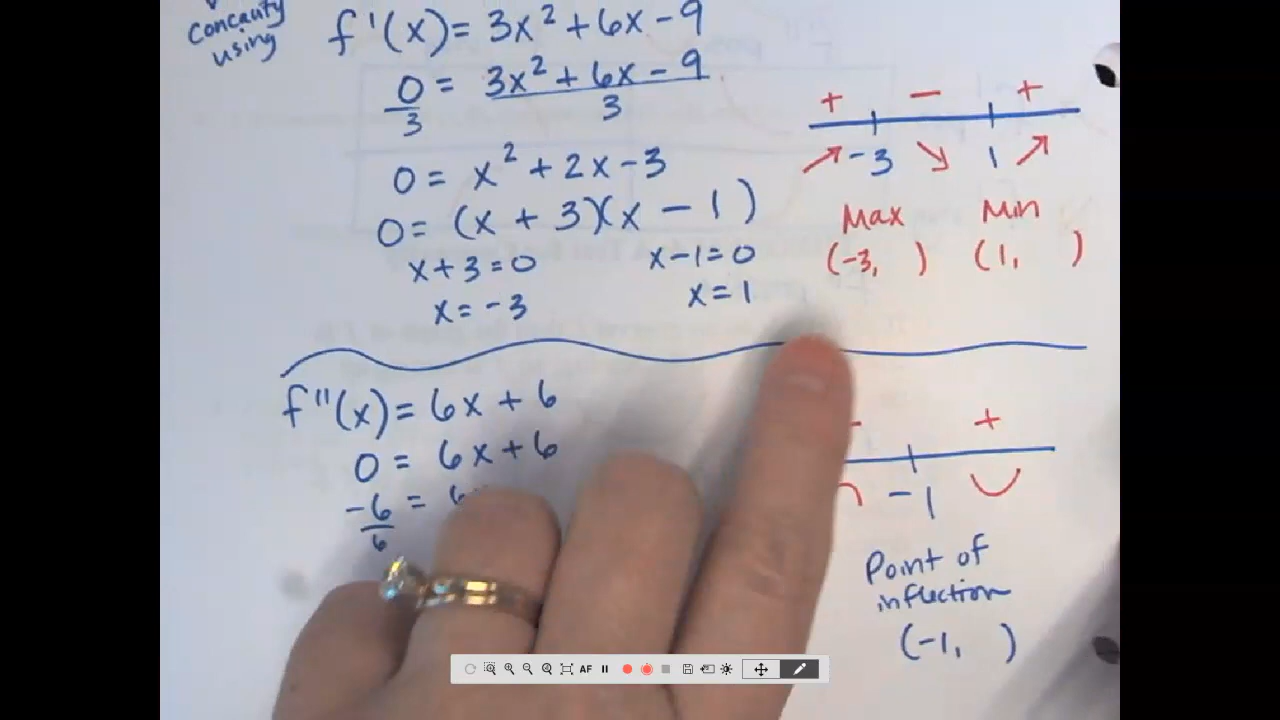 concavity
using
f'(x) = 3x² + 6x - 9
0/3 = (3x² + 6x - 9)/3
0 = x² + 2x - 3
0 = (x + 3)(x - 1)
x + 3 = 0 x - 1 = 0
x = -3 x = 1
+ - +
-3 1
Max Min
(-3, ) (1, )
f''(x) = 6x + 6
0 = 6x + 6
-6/6 = 6
+
-1
Point of
inflection
(-1, )
AF